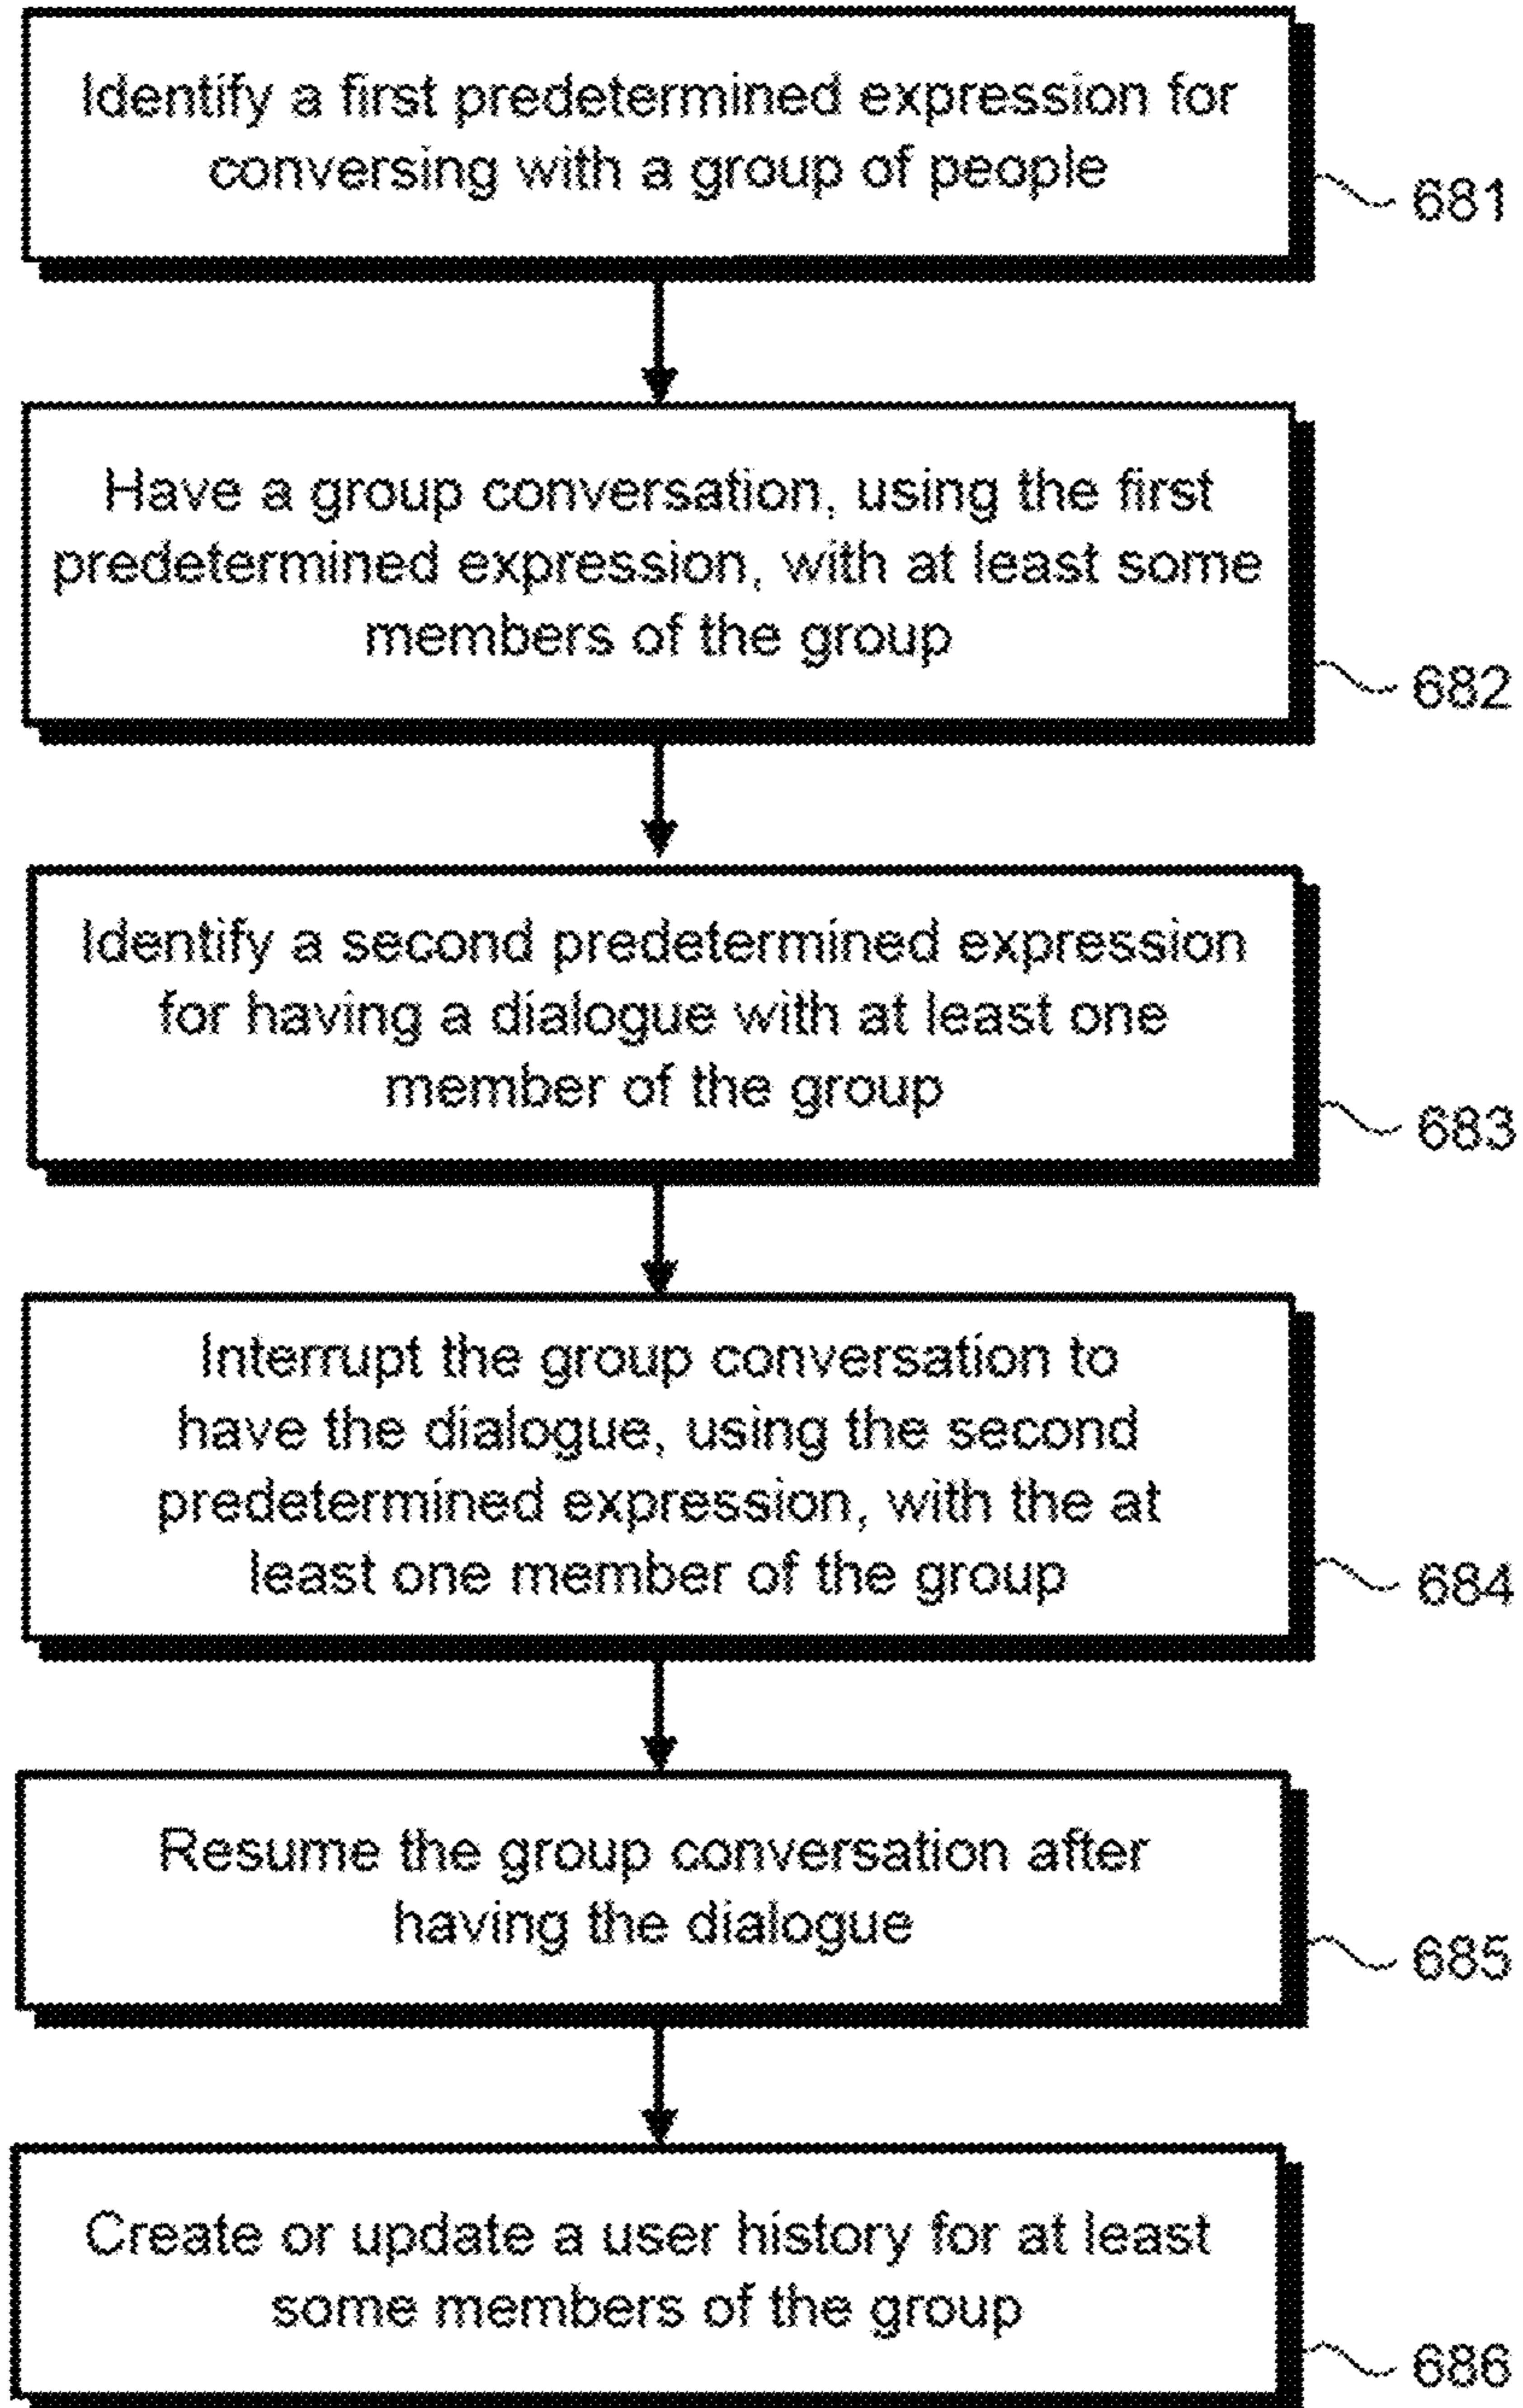 Identify a first predetermined expression for
conversing with a group of people
681
Have a group conversation, using the first
predetermined expression, with at least some
members of the group
682
Identify a second predetermined expression
for having a dialogue with at least one
member of the group
683
Interrupt the group conversation to
have the dialogue, using the second
predetermined expression, with the at
least one member of the group
684
Resume the group conversation after
having the dialogue
685
Create or update a user history for at least
some members of the group
686